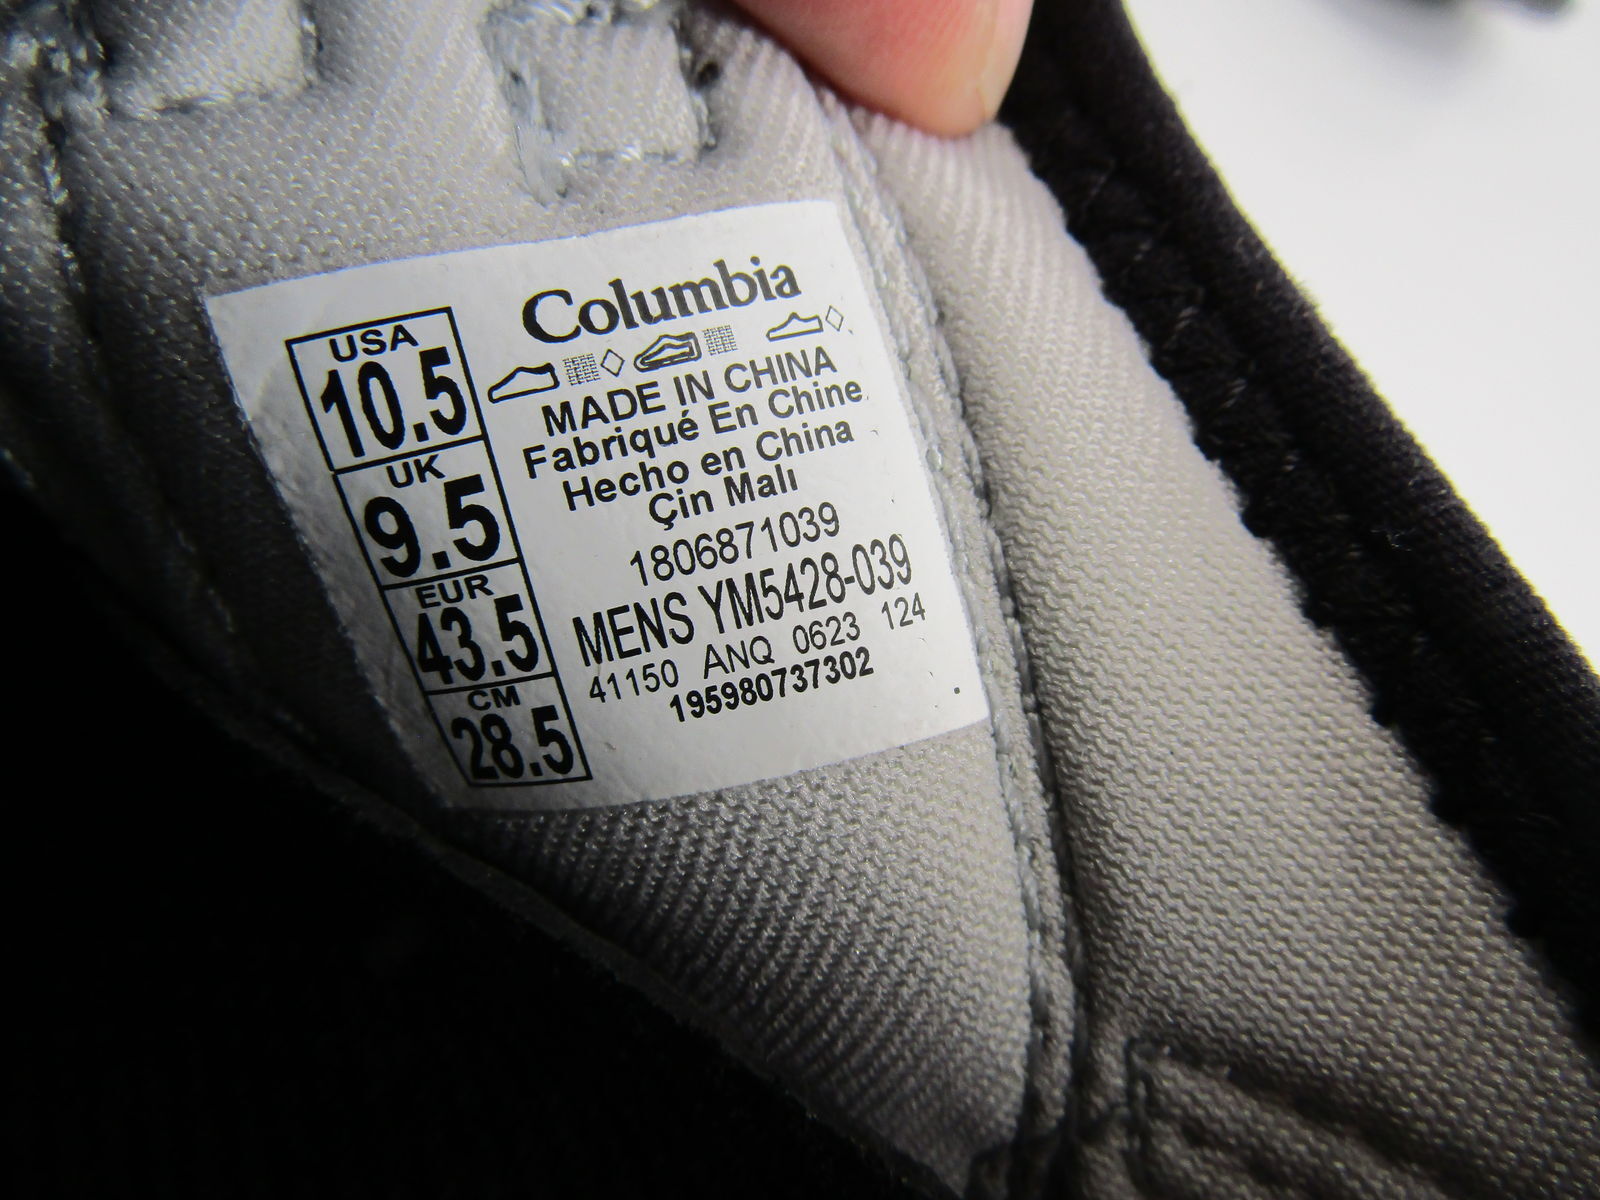 USA
10.5
UK
9.5
EUR
43.5
CM
28.5
Columbia
MADE IN CHINA
Fabriqué En Chine
Hecho en China
Çin Malı
1806871039
MENS YM5428-039
41150 ANQ 0623 124
195980737302